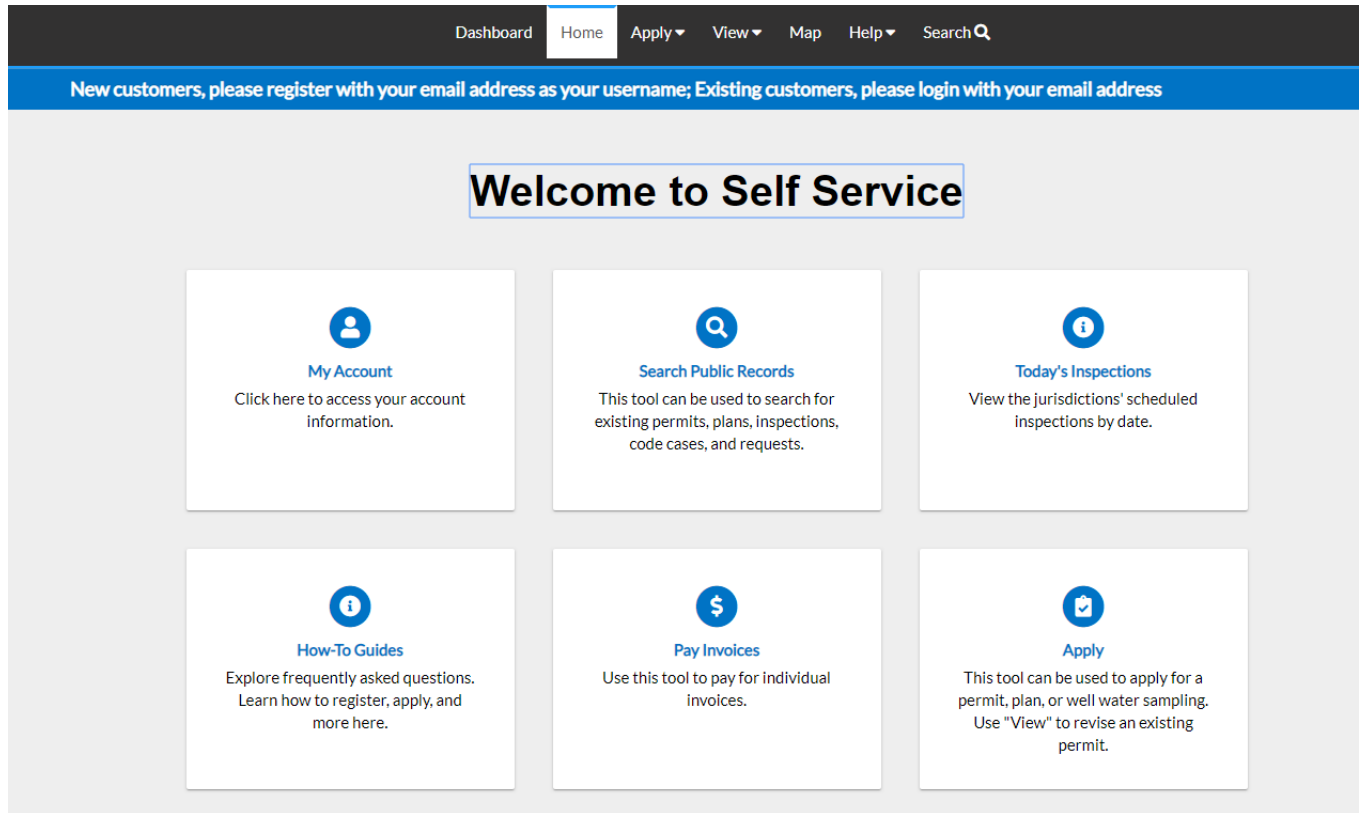 Dashboard Home Apply View Map Help Search
New customers, please register with your email address as your username; Existing customers, please login with your email address
Welcome to Self Service
My Account
Click here to access your account
information.
Search Public Records
This tool can be used to search for
existing permits, plans, inspections,
code cases, and requests.
Today's Inspections
View the jurisdictions' scheduled
inspections by date.
How-To Guides
Explore frequently asked questions.
Learn how to register, apply, and
more here.
Pay Invoices
Use this tool to pay for individual
invoices.
Apply
This tool can be used to apply for a
permit, plan, or well water sampling.
Use "View" to revise an existing
permit.